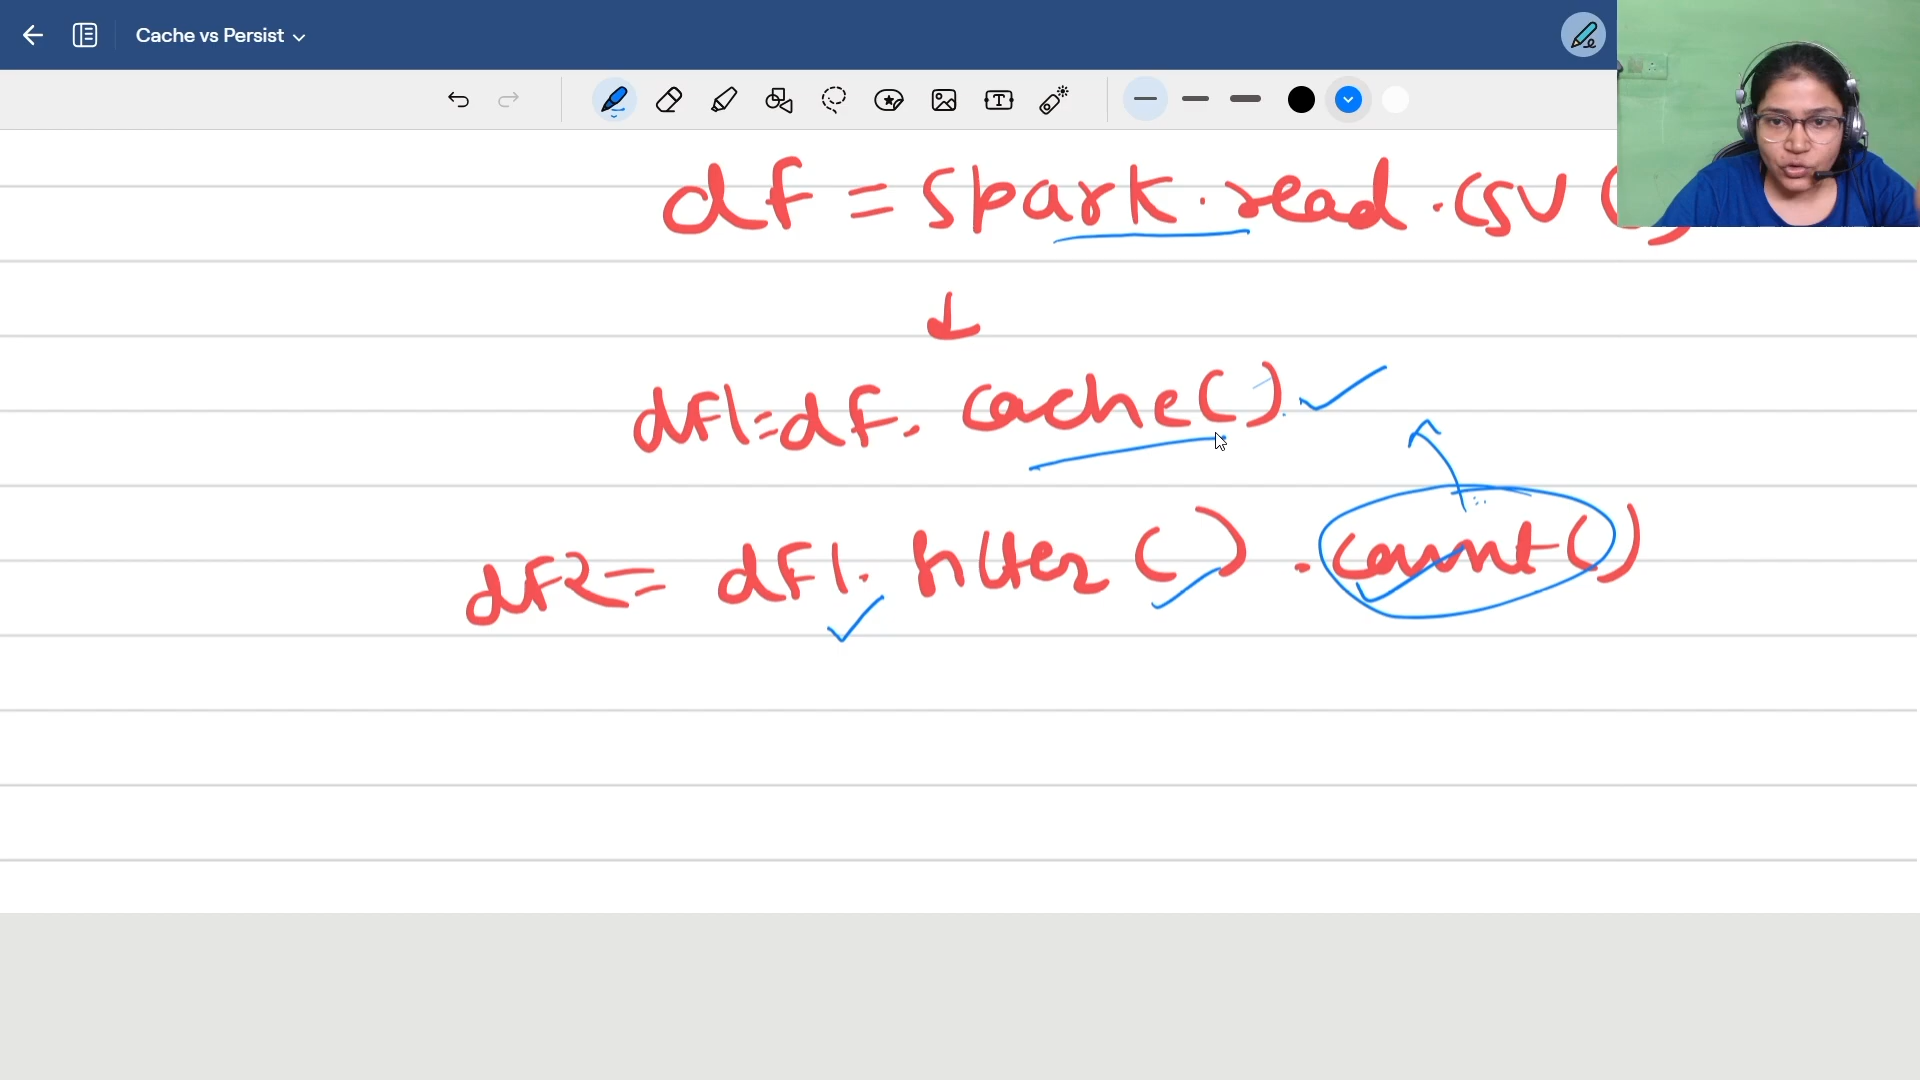 Cache vs Persist
df = spark.read.csv ( )
↓
df1=df. cache()
df2= df1. filter ( ) . count()